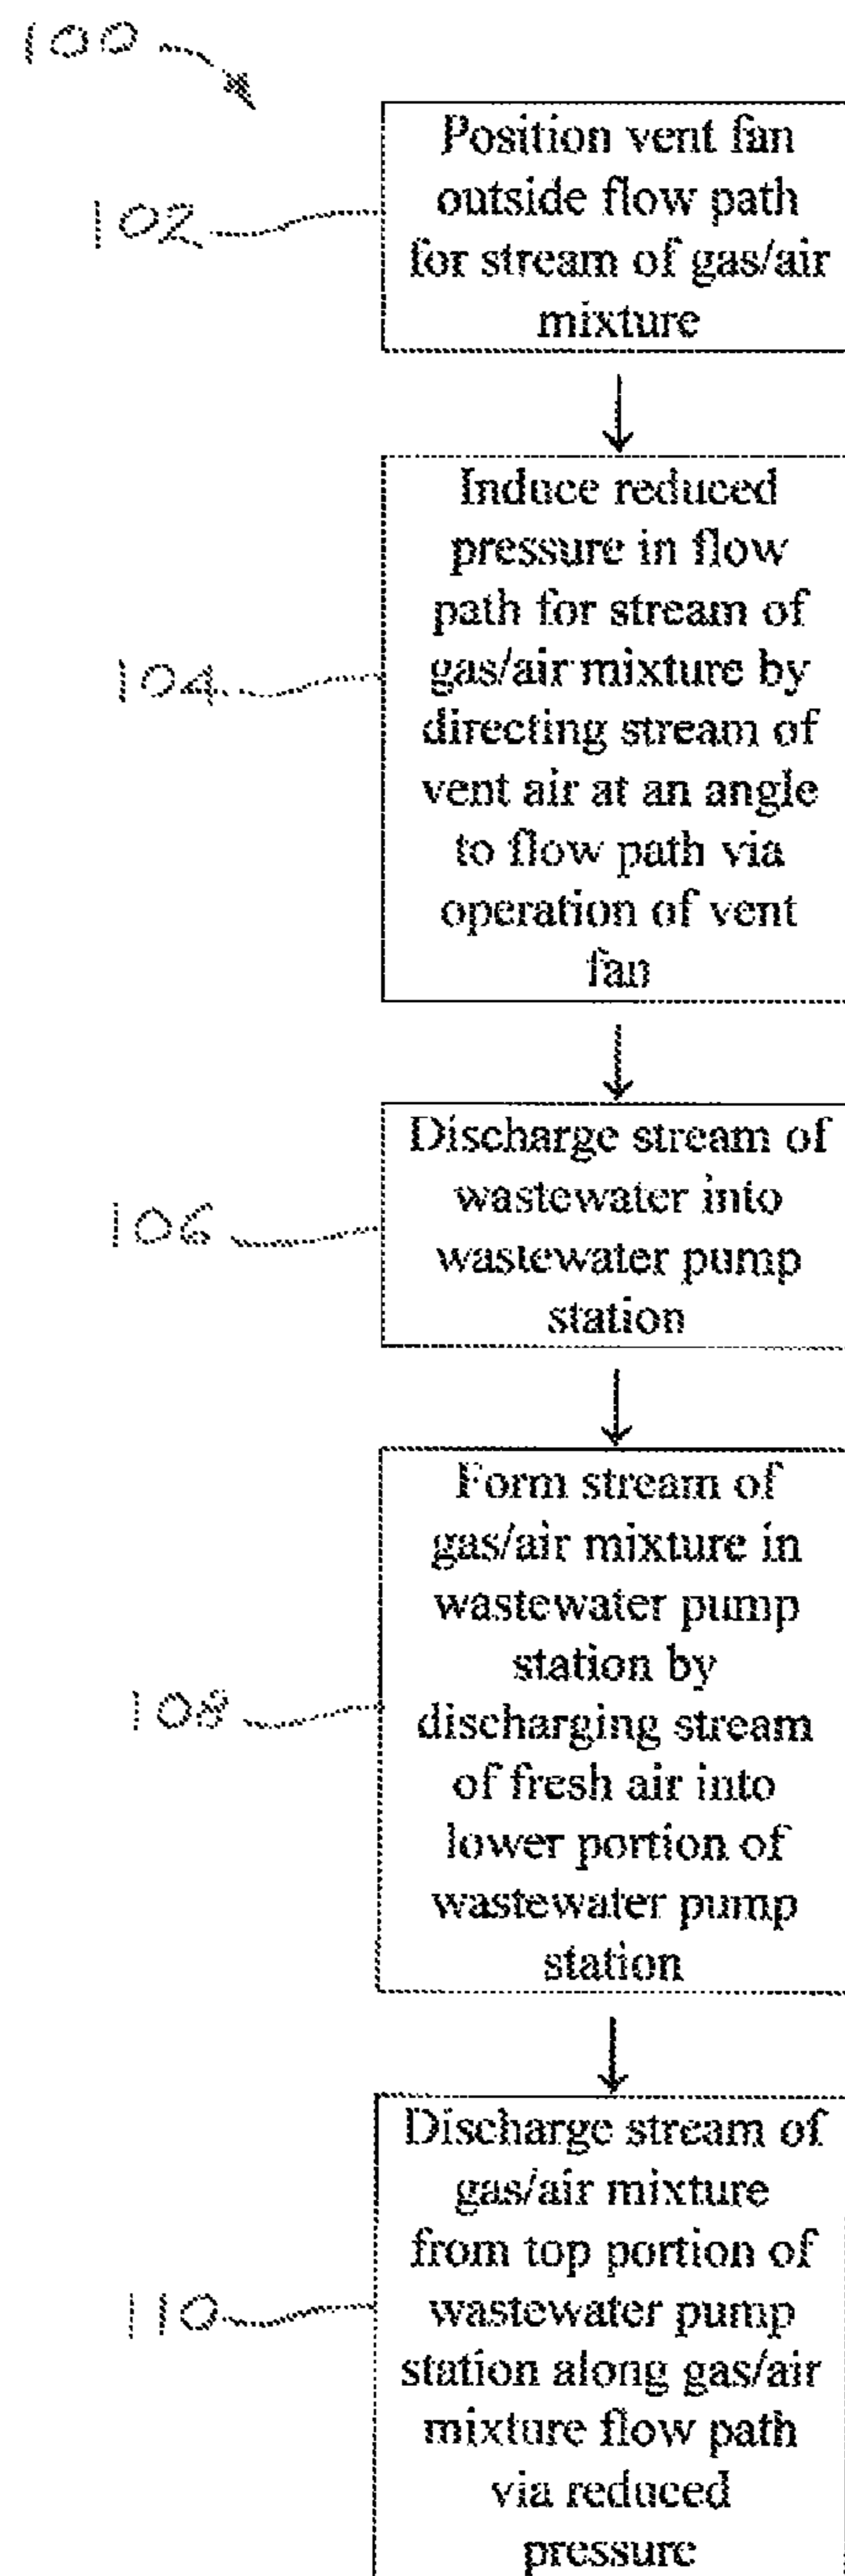 100
102
Position vent fan
outside flow path
for stream of gas/air
mixture
104
Induce reduced
pressure in flow
path for stream of
gas/air mixture by
directing stream of
vent air at an angle
to flow path via
operation of vent
fan
106
Discharge stream of
wastewater into
wastewater pump
station
108
Form stream of
gas/air mixture in
wastewater pump
station by
discharging stream
of fresh air into
lower portion of
wastewater pump
station
110
Discharge stream of
gas/air mixture
from top portion of
wastewater pump
station along gas/air
mixture flow path
via reduced
pressure